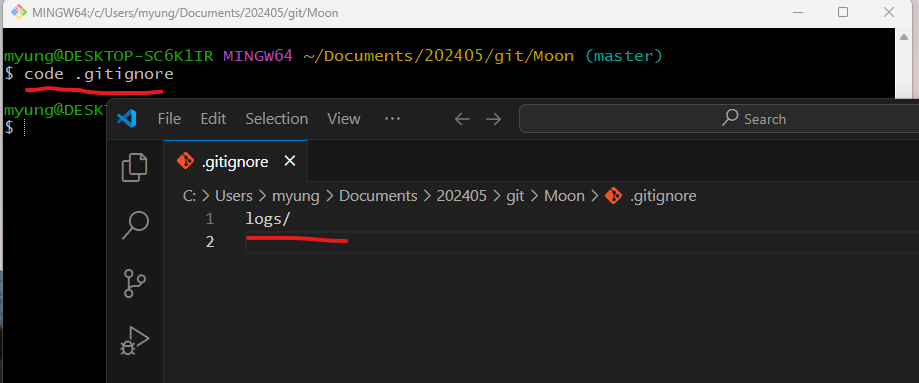 MINGW64:/c/Users/myung/Documents/202405/git/Moon
myung@DESKTOP-SC6K1IR MINGW64 ~/Documents/202405/git/Moon (master)
$ code .gitignore
myung@DESKT
$
File Edit Selection View ··· Search
.gitignore
C: > Users > myung > Documents > 202405 > git > Moon > .gitignore
1 logs/
2